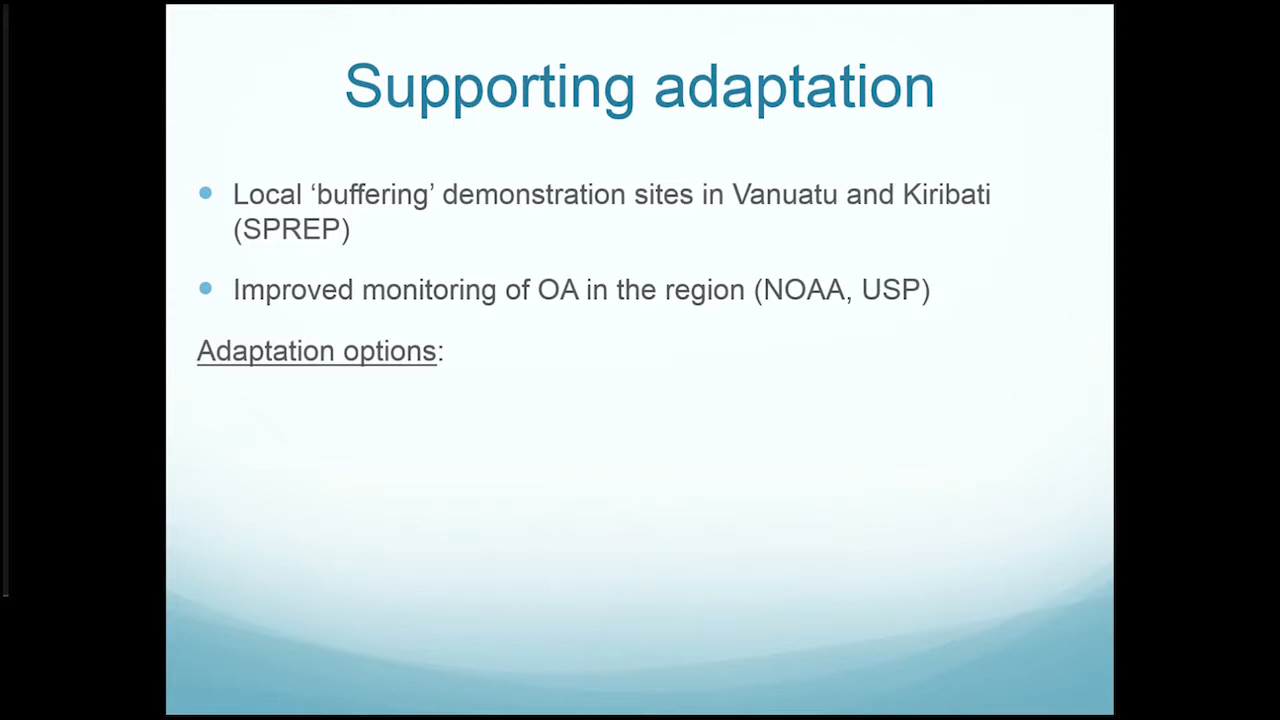 Supporting adaptation
Local ‘buffering’ demonstration sites in Vanuatu and Kiribati
(SPREP)
Improved monitoring of OA in the region (NOAA, USP)
Adaptation options: